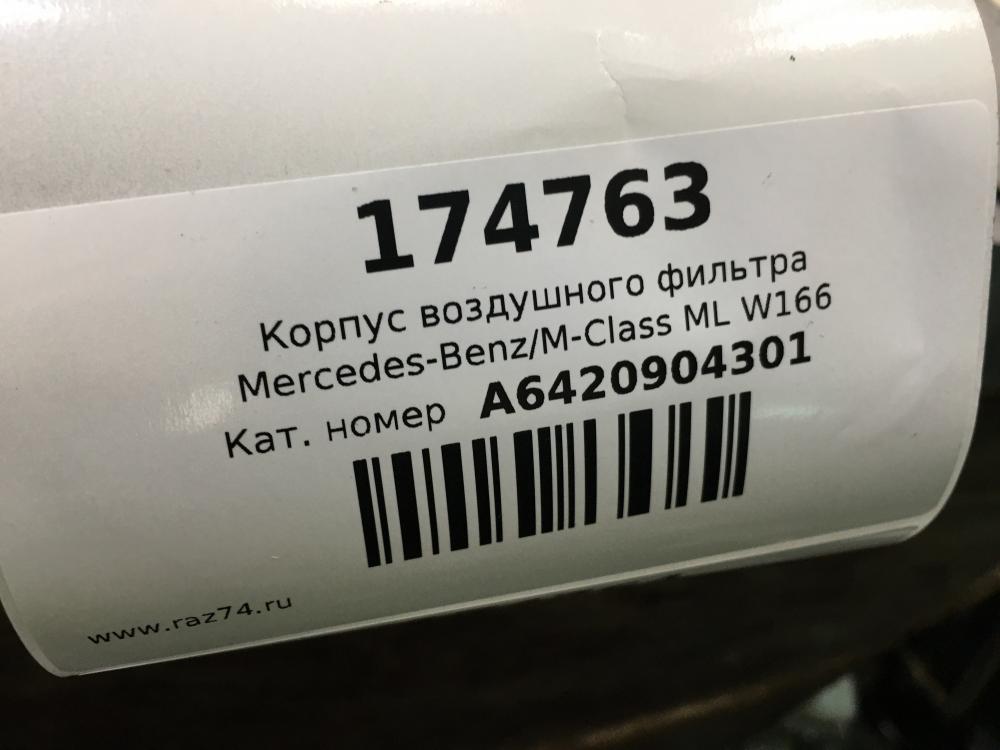 174763
Корпус воздушного фильтра
Mercedes-Benz/M-Class ML W166
Кат. номер A6420904301
www.raz74.ru